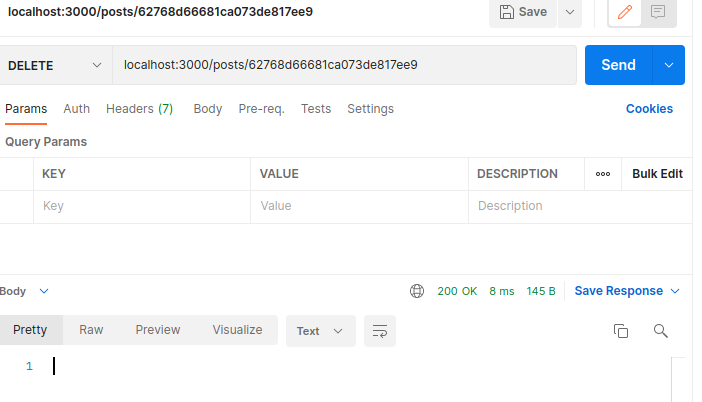 localhost:3000/posts/62768d66681ca073de817ee9 Save
DELETE localhost:3000/posts/62768d66681ca073de817ee9 Send
Params Auth Headers (7) Body Pre-req. Tests Settings Cookies
Query Params
KEY VALUE DESCRIPTION ooo Bulk Edit
Key Value Description
Body 200 OK 8 ms 145 B Save Response
Pretty Raw Preview Visualize Text
1